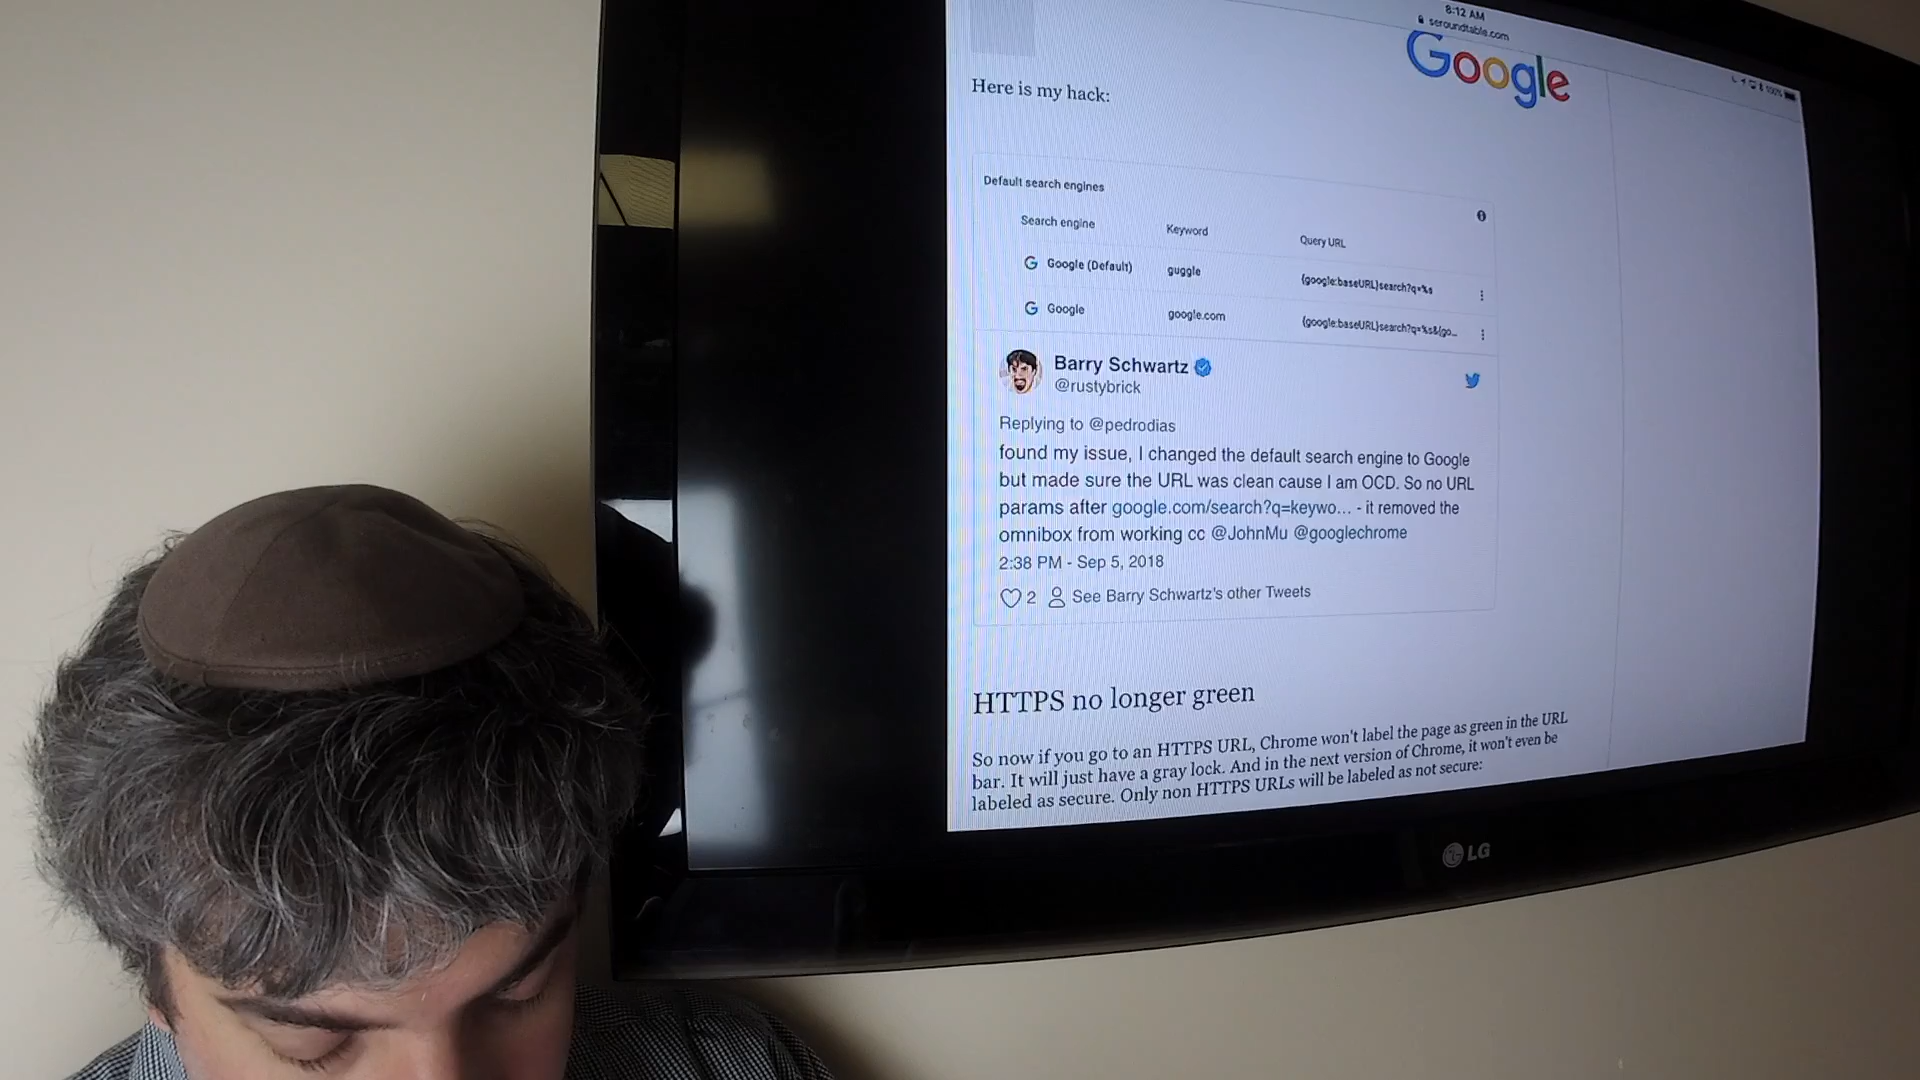 8:12 AM
seroundtable.com
100%
Google
Here is my hack:
Default search engines
Search engine Keyword Query URL
Google (Default) guggle {google:baseURL}search?q=%s
Google google.com {google:baseURL}search?q=%s&{go...
Barry Schwartz
@rustybrick
Replying to @pedrodias
found my issue, I changed the default search engine to Google
but made sure the URL was clean cause I am OCD. So no URL
params after google.com/search?q=keywo... - it removed the
omnibox from working cc @JohnMu @googlechrome
2:38 PM - Sep 5, 2018
2 See Barry Schwartz's other Tweets
HTTPS no longer green
So now if you go to an HTTPS URL, Chrome won't label the page as green in the URL
bar. It will just have a gray lock. And in the next version of Chrome, it won't even be
labeled as secure. Only non HTTPS URLs will be labeled as not secure:
LG